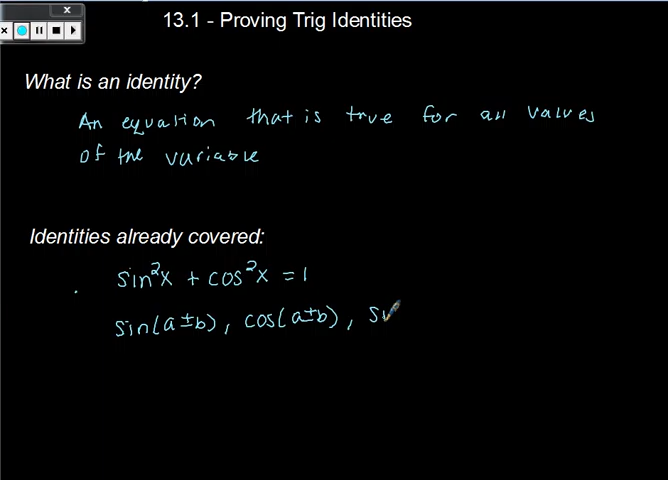 13.1 - Proving Trig Identities
What is an identity?
An equation that is true for all values
of the variable
Identities already covered:
sin²x + cos²x = 1
sin(a±b), cos(a±b), si